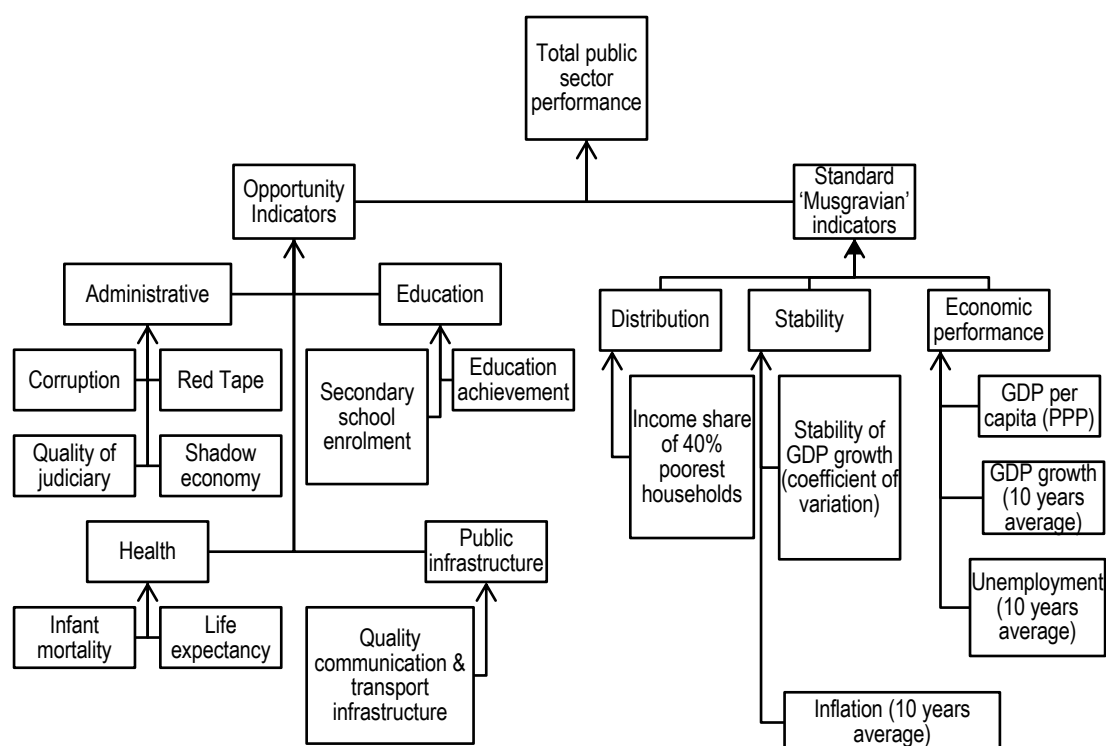 Total public
sector
performance
Opportunity
Indicators
Standard
‘Musgravian’
indicators
Administrative
Education
Distribution
Stability
Economic
performance
Corruption
Red Tape
Secondary
school
enrolment
Education
achievement
Quality of
judiciary
Shadow
economy
Income share
of 40%
poorest
households
Stability of
GDP growth
(coefficient of
variation)
GDP per
capita (PPP)
GDP growth
(10 years
average)
Unemployment
(10 years
average)
Health
Public
infrastructure
Infant
mortality
Life
expectancy
Quality
communication &
transport
infrastructure
Inflation (10 years
average)